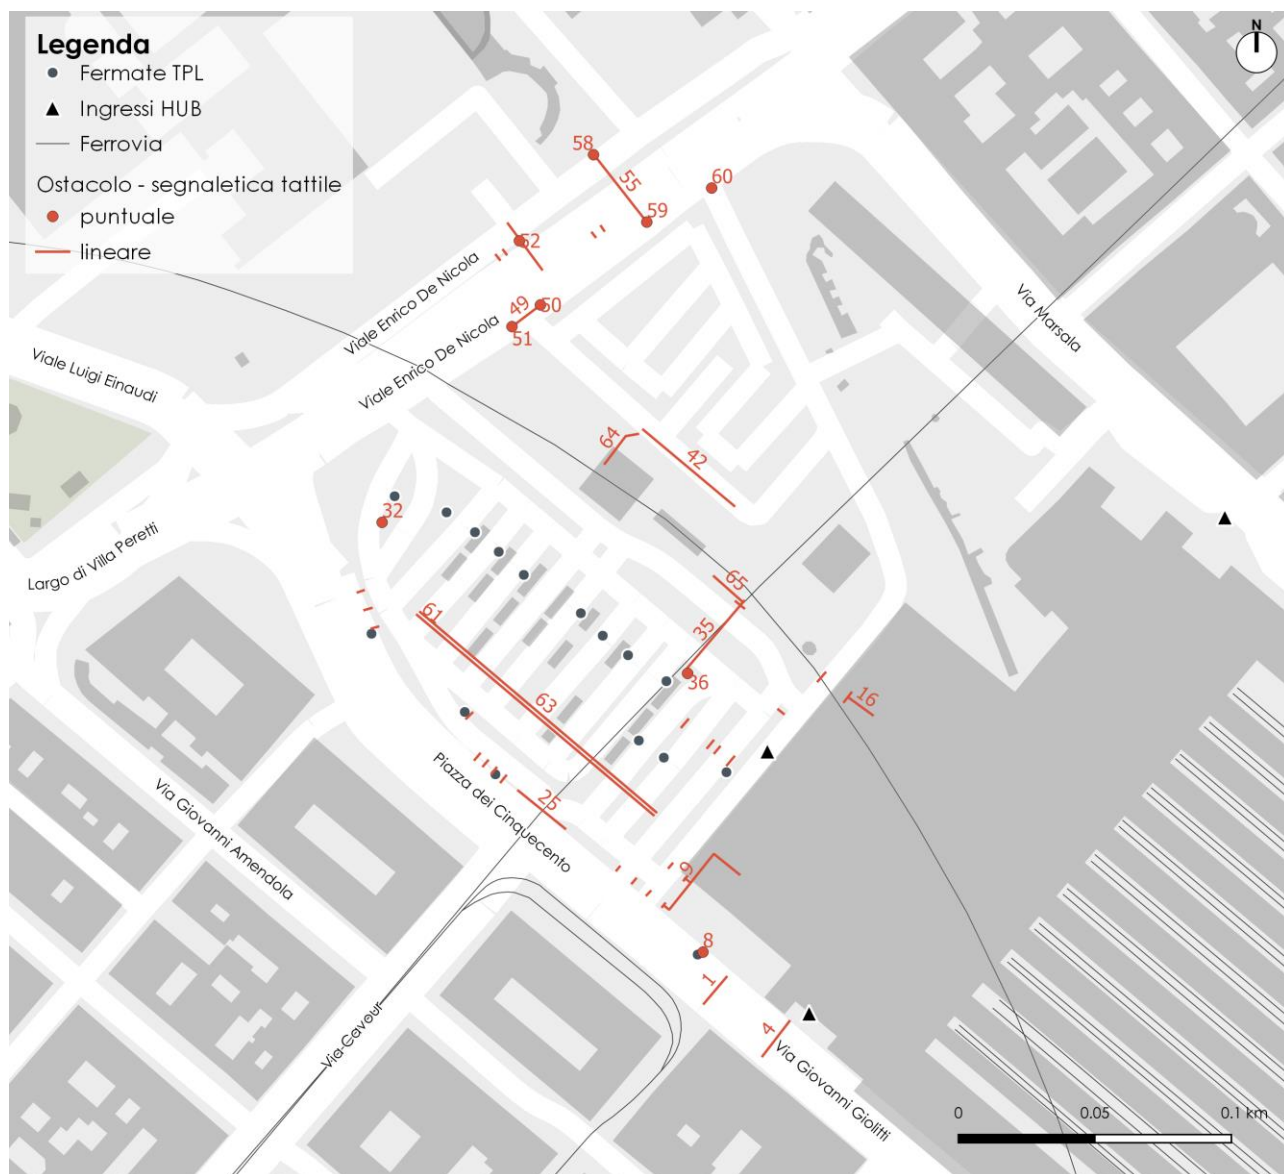 Legenda
Fermate TPL
Ingressi HUB
Ferrovia
Ostacolo - segnaletica tattile
puntuale
lineare
N
58
55
60
59
52
Viale Enrico De Nicola
49
50
51
Viale Enrico De Nicola
Via Marsala
Viale Luigi Einaudi
64
42
32
Largo di Villa Peretti
65
61
35
36
63
16
25
Piazza dei Cinquecento
Via Giovanni Amendola
9
8
1
4
Via Cavour
Via Giovanni Giolitti
0
0.05
0.1 km